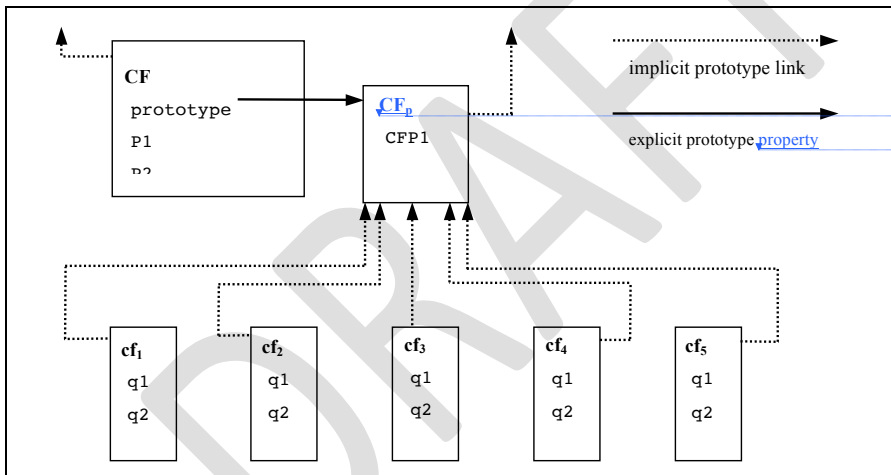 CF
prototype
P1
P2
CFp
CFP1
implicit prototype link
explicit prototype property
cf1
q1
q2
cf2
q1
q2
cf3
q1
q2
cf4
q1
q2
cf5
q1
q2
DRAFT